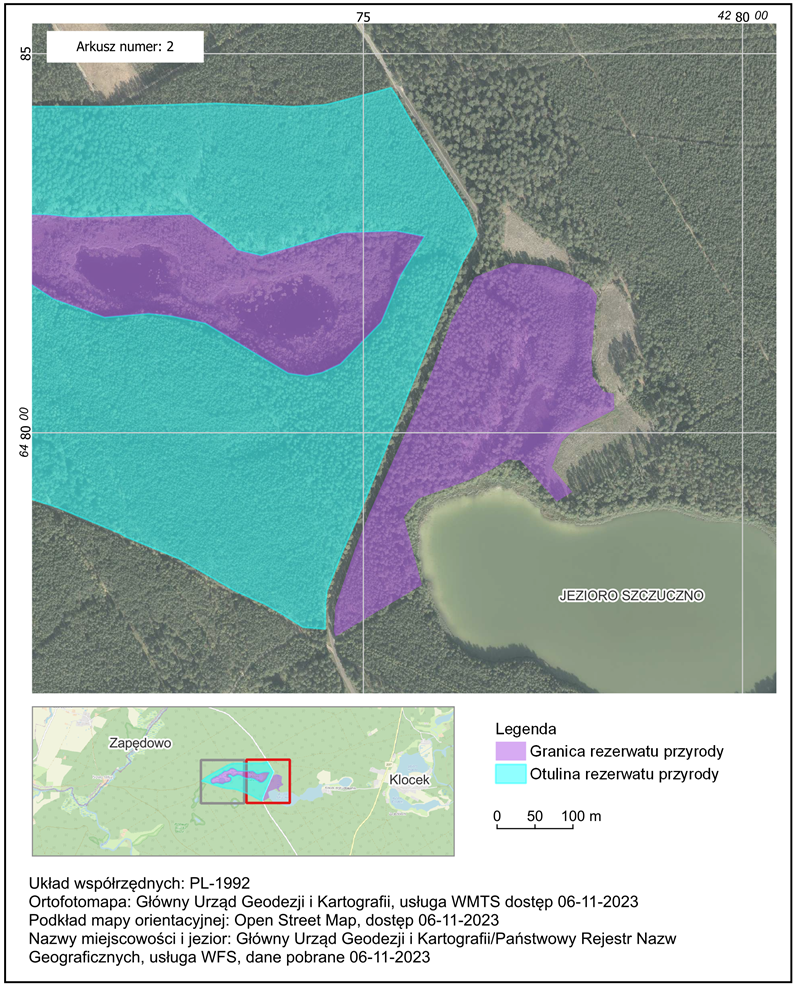 75
42 80 00
85
Arkusz numer: 2
64 80 00
JEZIORO SZCZUCZNO
Zapędowo
Klocek
Legenda
Granica rezerwatu przyrody
Otulina rezerwatu przyrody
0 50 100 m
Układ współrzędnych: PL-1992
Ortofotomapa: Główny Urząd Geodezji i Kartografii, usługa WMTS dostęp 06-11-2023
Podkład mapy orientacyjnej: Open Street Map, dostęp 06-11-2023
Nazwy miejscowości i jezior: Główny Urząd Geodezji i Kartografii/Państwowy Rejestr Nazw
Geograficznych, usługa WFS, dane pobrane 06-11-2023